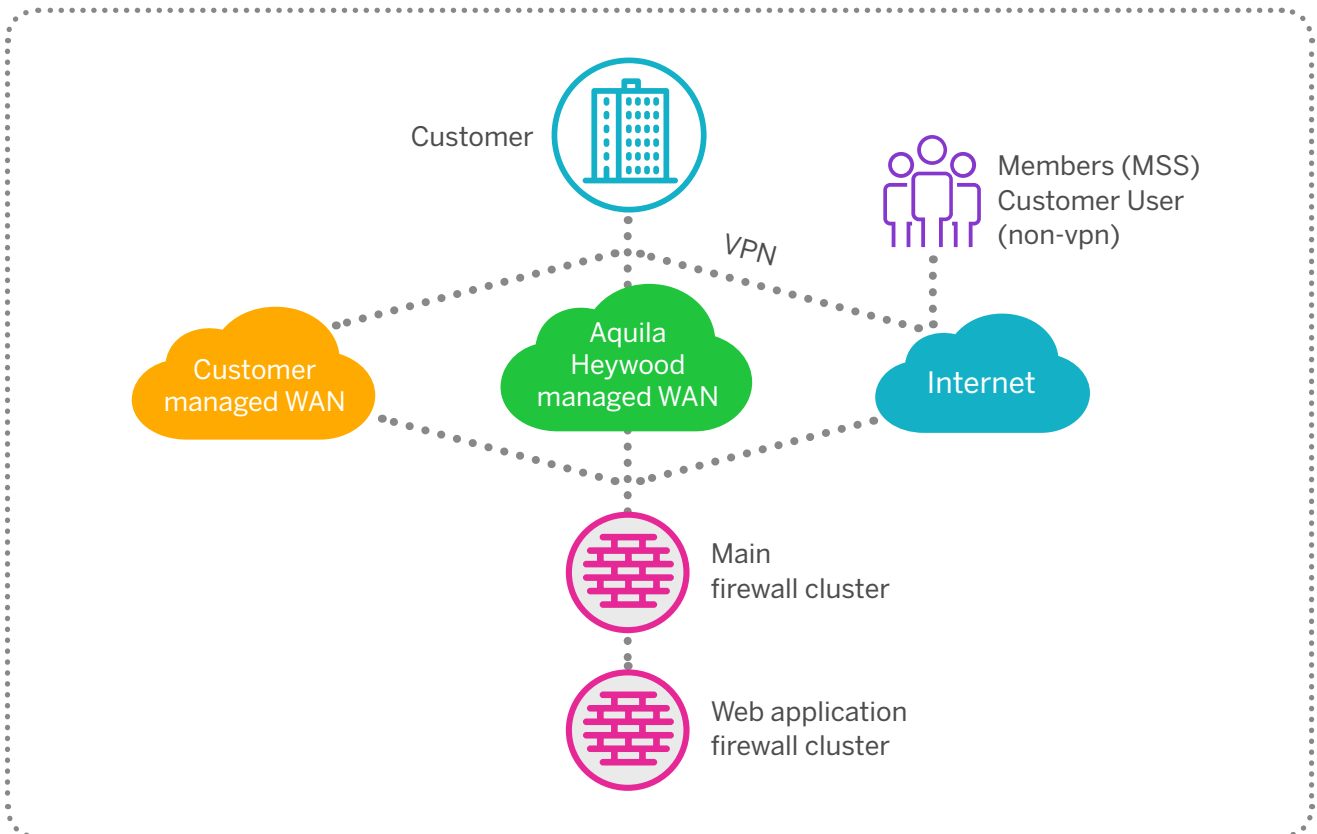 Customer
Members (MSS)
Customer User
(non-vpn)
VPN
Customer
managed WAN
Aquila
Heywood
managed WAN
Internet
Main
firewall cluster
Web application
firewall cluster